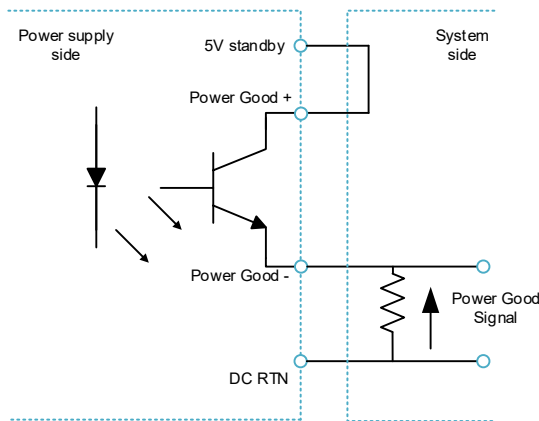 Power supply
side
5V standby
System
side
Power Good +
Power Good -
Power Good
Signal
DC RTN